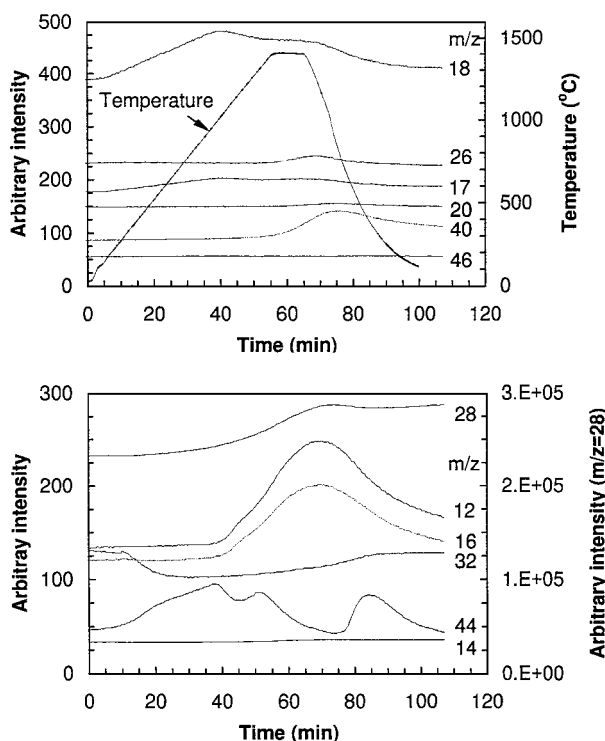 500
400
300
200
100
0
Arbitrary intensity
1500
1000
500
0
Temperature (°C)
m/z
18
Temperature
26
17
20
40
46
0 20 40 60 80 100 120
Time (min)
300
200
100
0
Arbitray intensity
3.E+05
2.E+05
1.E+05
0.E+00
Arbitrary intensity (m/z=28)
28
m/z
12
16
32
44
14
0 20 40 60 80 100 120
Time (min)